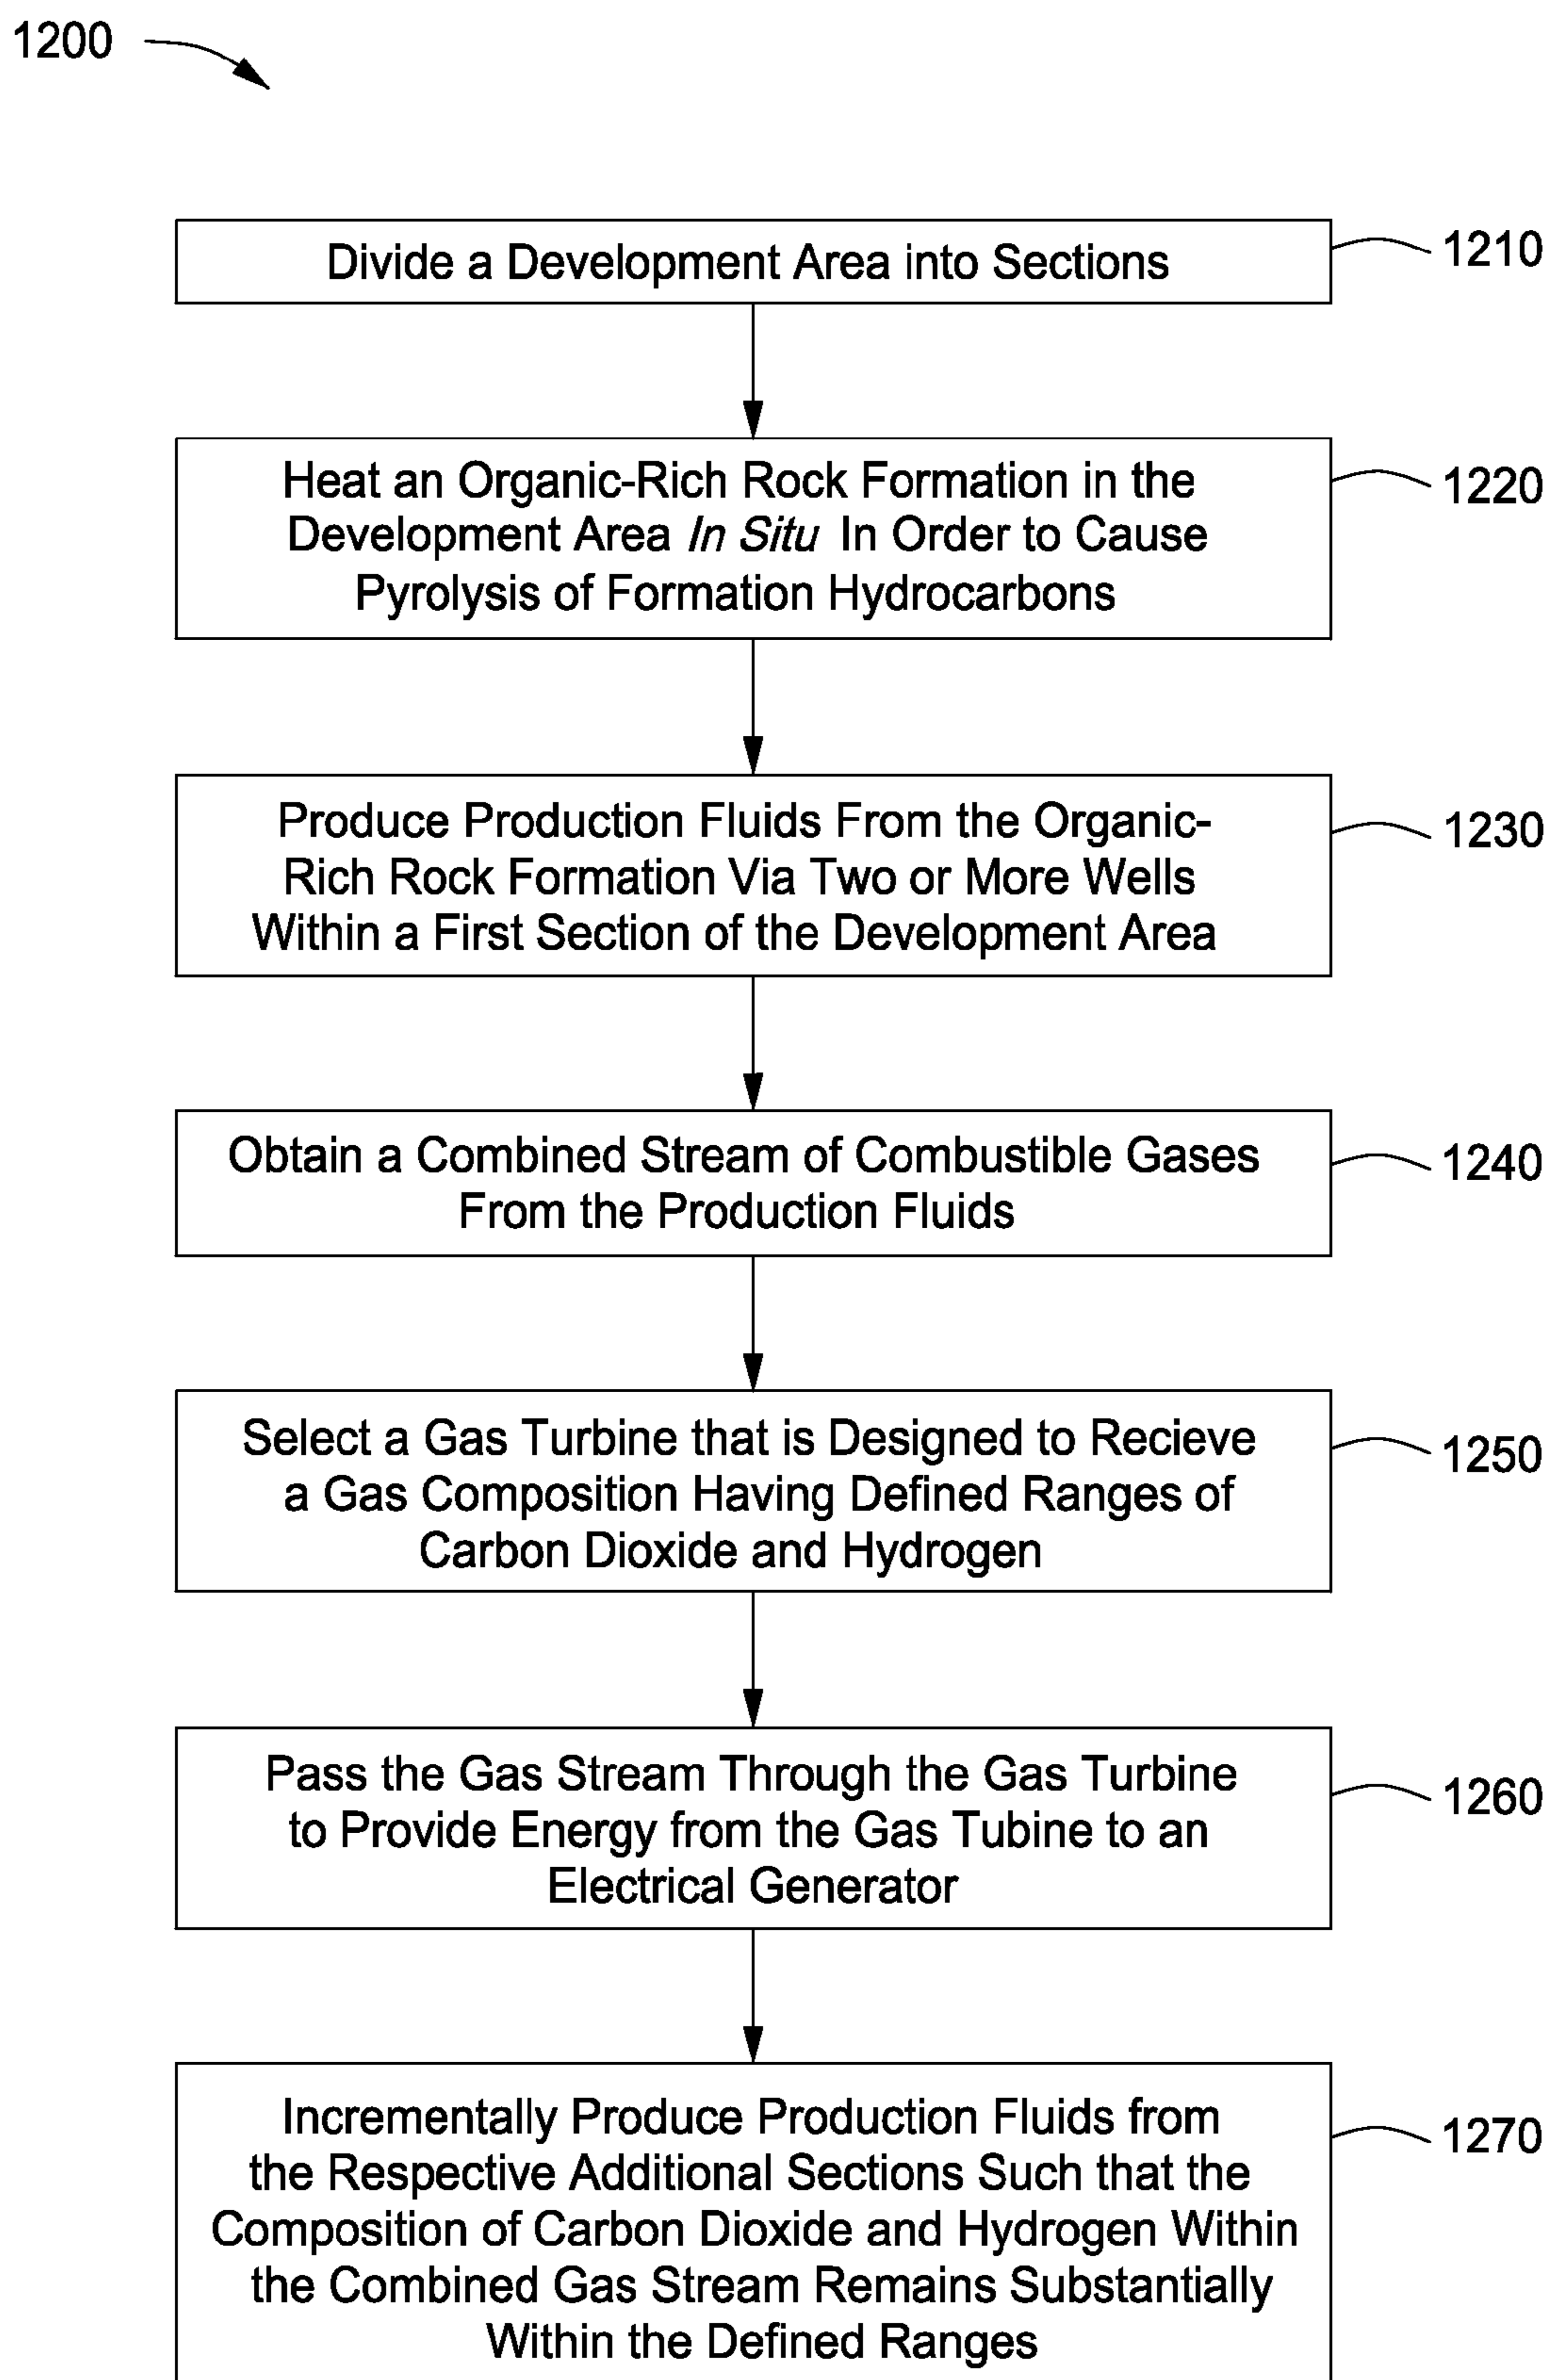 1200
Divide a Development Area into Sections
1210
Heat an Organic-Rich Rock Formation in the
Development Area In Situ In Order to Cause
Pyrolysis of Formation Hydrocarbons
1220
Produce Production Fluids From the Organic-
Rich Rock Formation Via Two or More Wells
Within a First Section of the Development Area
1230
Obtain a Combined Stream of Combustible Gases
From the Production Fluids
1240
Select a Gas Turbine that is Designed to Recieve
a Gas Composition Having Defined Ranges of
Carbon Dioxide and Hydrogen
1250
Pass the Gas Stream Through the Gas Turbine
to Provide Energy from the Gas Tubine to an
Electrical Generator
1260
Incrementally Produce Production Fluids from
the Respective Additional Sections Such that the
Composition of Carbon Dioxide and Hydrogen Within
the Combined Gas Stream Remains Substantially
Within the Defined Ranges
1270